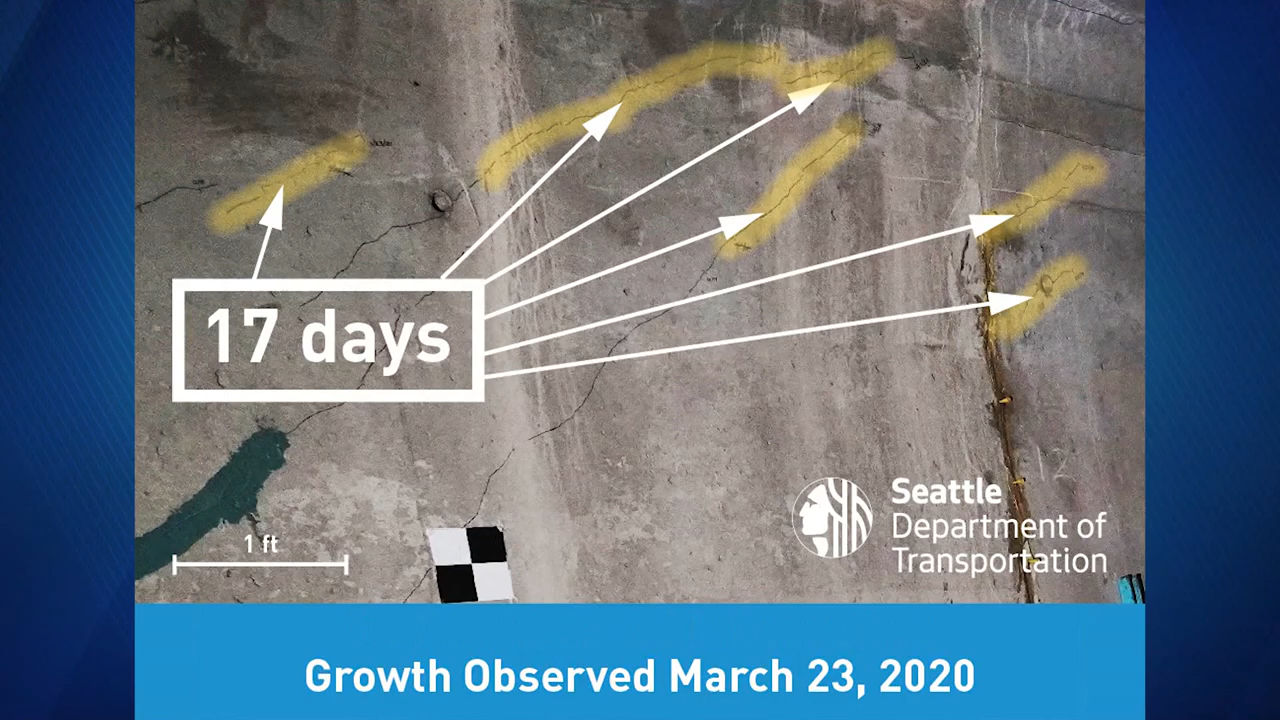 17 days
1 ft
Seattle
Department of
Transportation
Growth Observed March 23, 2020